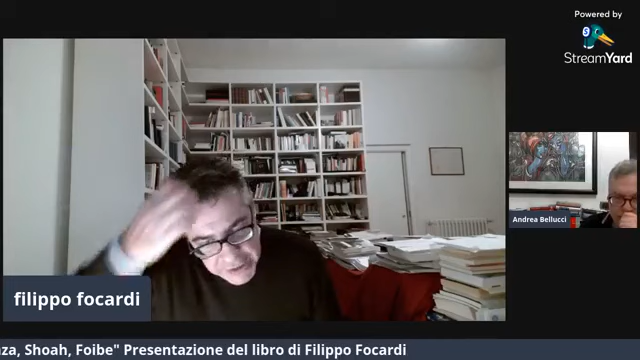 Powered by
StreamYard
Andrea Bellucci
filippo focardi
za, Shoah, Foibe" Presentazione del libro di Filippo Focardi